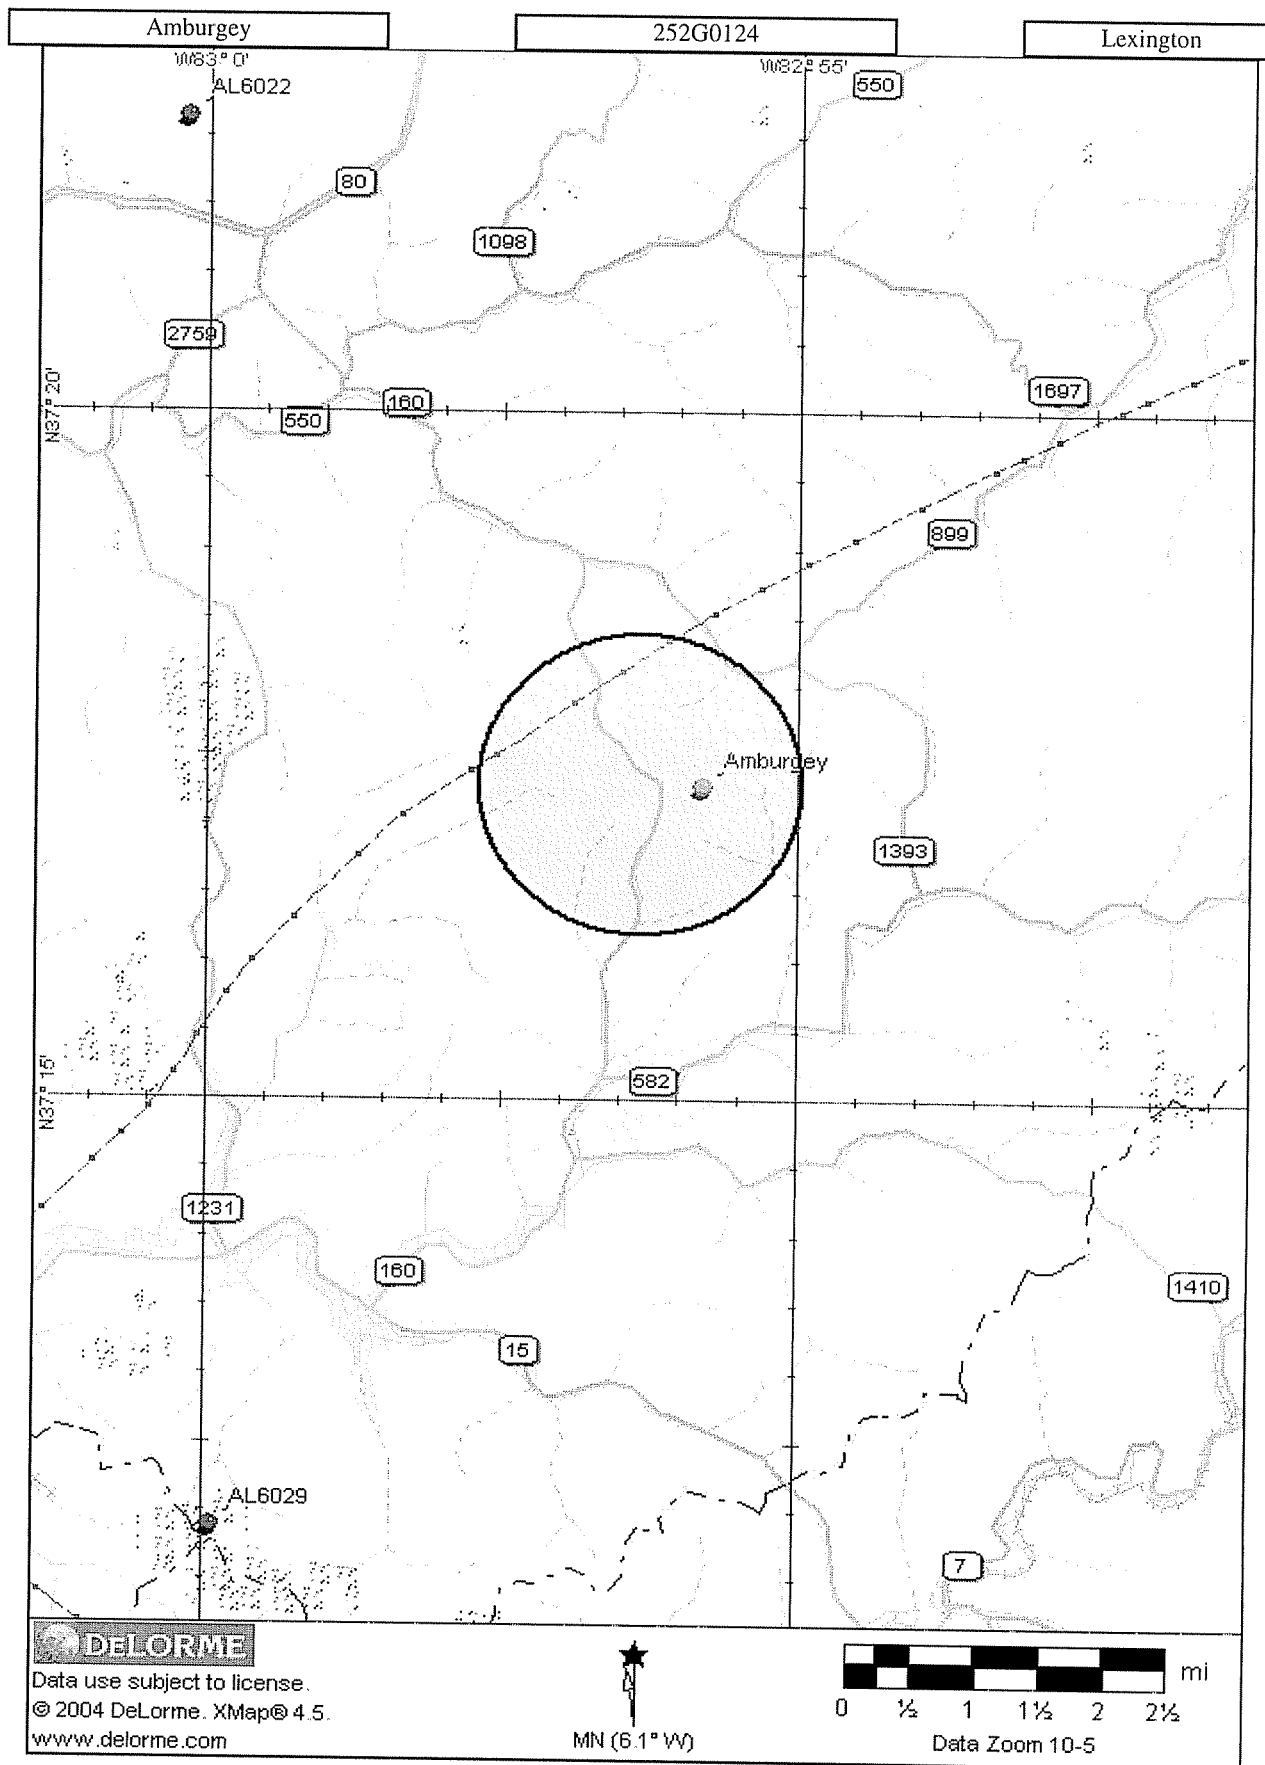 Amburgey
252G0124
Lexington
W83° 0'
W82° 55'
AL6022
550
80
1098
2759
N37° 20'
160
1697
550
899
Amburgey
1393
N37° 15'
582
1231
160
1410
15
AL6029
7
DELORME
Data use subject to license.
© 2004 DeLorme. XMap® 4.5.
www.delorme.com
MN (6.1° W)
mi
0 ½ 1 1½ 2 2½
Data Zoom 10-5